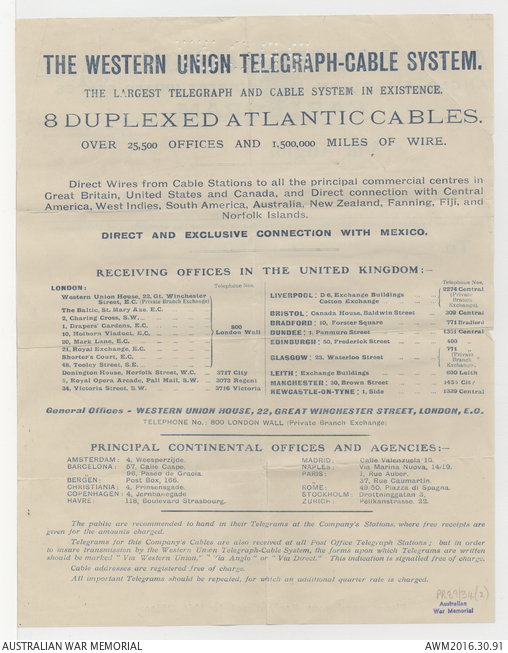 THE WESTERN UNION TELEGRAPH-CABLE SYSTEM.
THE LARGEST TELEGRAPH AND CABLE SYSTEM IN EXISTENCE.
8 DUPLEXED ATLANTIC CABLES.
OVER 25,500 OFFICES AND 1,500,000 MILES OF WIRE.
Direct Wires from Cable Stations to all the principal commercial centres in
Great Britain, United States and Canada, and Direct connection with Central
America, West Indies, South America, Australia, New Zealand, Fanning, Fiji, and
Norfolk Islands.
DIRECT AND EXCLUSIVE CONNECTION WITH MEXICO.
RECEIVING OFFICES IN THE UNITED KINGDOM:-
LONDON: Telephone Nos.
Western Union House, 22, Gt. Winchester
Street, E.C. (Private Branch Exchange)
The Baltic, St. Mary Axe, E.C.
2, Charing Cross, S.W.
1, Drapers' Gardens, E.C. 800
10, Holborn Viaduct, E.C. London Wall
20, Mark Lane, E.C.
21, Royal Exchange, E.C.
Shorter's Court, E.C.
46, Tooley Street, S.E.
Donington House, Norfolk Street, W.C. 3717 City
5, Royal Opera Arcade, Pall Mall, S.W. Regent
34, Victoria Street, S.W. Victoria
Telephone Nos.
LIVERPOOL: D 6, Exchange Buildings 2274 Central
Cotton Exchange (Private Branch Exchange)
BRISTOL: Canada House, Baldwin Street Central
BRADFORD: 10, Forster Square 771 Bradford
DUNDEE: 1, Panmure Street Central
EDINBURGH: 50, Frederick Street
GLASGOW: 23, Waterloo Street 771 (Private Branch Exchange)
LEITH: Exchange Buildings Leith
MANCHESTER: 30, Brown Street City
NEWCASTLE-ON-TYNE: 1, Side Central
General Offices - WESTERN UNION HOUSE, 22, GREAT WINCHESTER STREET, LONDON, E.C.
TELEPHONE No.: 800 LONDON WALL (Private Branch Exchange)
PRINCIPAL CONTINENTAL OFFICES AND AGENCIES:-
AMSTERDAM: 4, Weesperzijde.
BARCELONA: 57, Calle Caspe.
96, Paseo de Gracia.
BERGEN: Post Box, 166.
CHRISTIANIA: 4, Prinsensgade.
COPENHAGEN: 4, Jernbanegade
HAVRE: 118, Boulevard Strasbourg.
MADRID: Calle Valenzuela 10.
NAPLES: Via Marina Nuova, 14/19.
PARIS: 1, Rue Auber.
37, Rue Caumartin.
ROME: 49-50, Piazza di Spagna.
STOCKHOLM: Drottninggatan 3.
ZURICH: Pelikanstrasse, 22.
The public are recommended to hand in their Telegrams at the Company's Stations, where free receipts are
given for the amounts charged.
Telegrams for this Company's Cables are also received at all Post Office Telegraph Stations; but in order
to insure transmission by the Western Union Telegraph-Cable System, the forms upon which Telegrams are written
should be marked "Via Western Union," "Via Anglo" or "Via Direct." This indication is signalled free of charge.
Cable addresses are registered free of charge.
All important Telegrams should be repeated, for which an additional quarter rate is charged.
Australian
War Memorial
AUSTRALIAN WAR MEMORIAL AWM2016.30.91